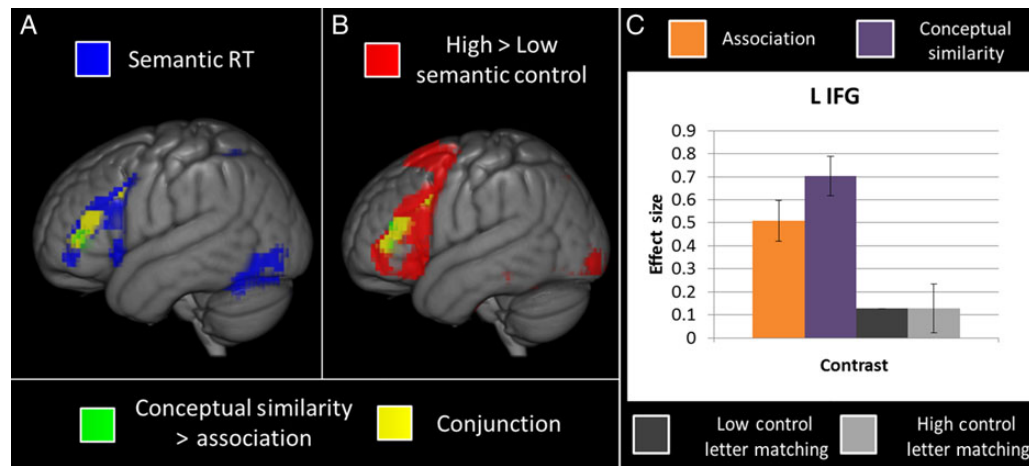 A
Semantic RT
B
High > Low
semantic control
Conceptual similarity
> association
Conjunction
C
Association
Conceptual
similarity
L IFG
Effect size
0.9
0.8
0.7
0.6
0.5
0.4
0.3
0.2
0.1
0
Contrast
Low control
letter matching
High control
letter matching